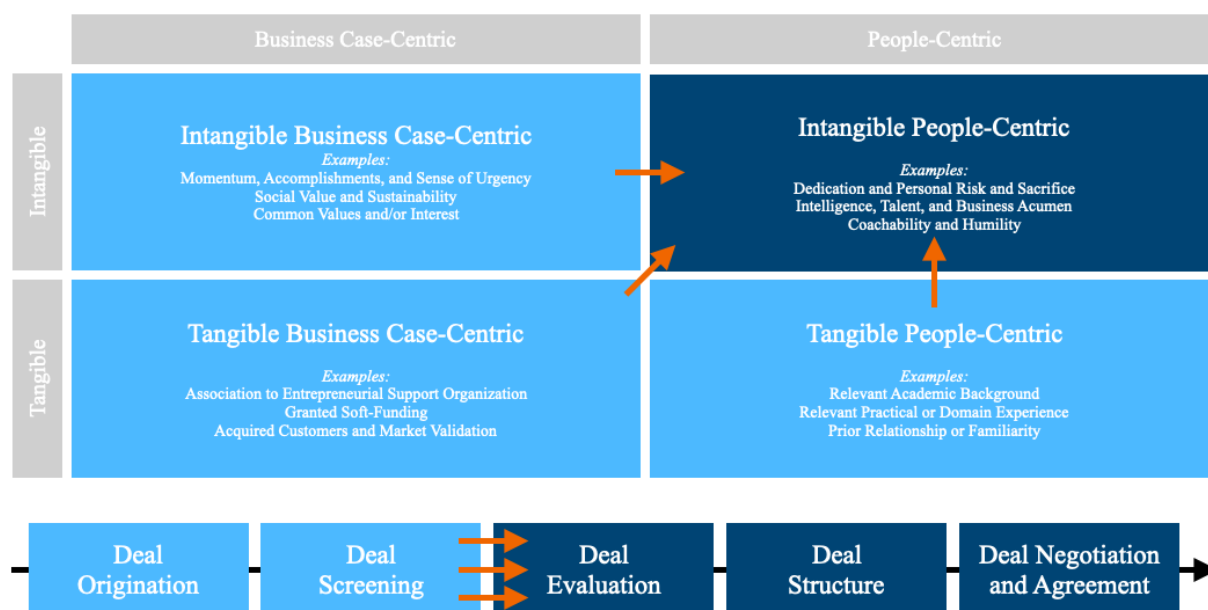 Business Case-Centric
People-Centric
Intangible
Intangible Business Case-Centric
Examples:
Momentum, Accomplishments, and Sense of Urgency
Social Value and Sustainability
Common Values and/or Interest
Intangible People-Centric
Examples:
Dedication and Personal Risk and Sacrifice
Intelligence, Talent, and Business Acumen
Coachability and Humility
Tangible
Tangible Business Case-Centric
Examples:
Association to Entrepreneurial Support Organization
Granted Soft-Funding
Acquired Customers and Market Validation
Tangible People-Centric
Examples:
Relevant Academic Background
Relevant Practical or Domain Experience
Prior Relationship or Familiarity
Deal
Origination
Deal
Screening
Deal
Evaluation
Deal
Structure
Deal Negotiation
and Agreement